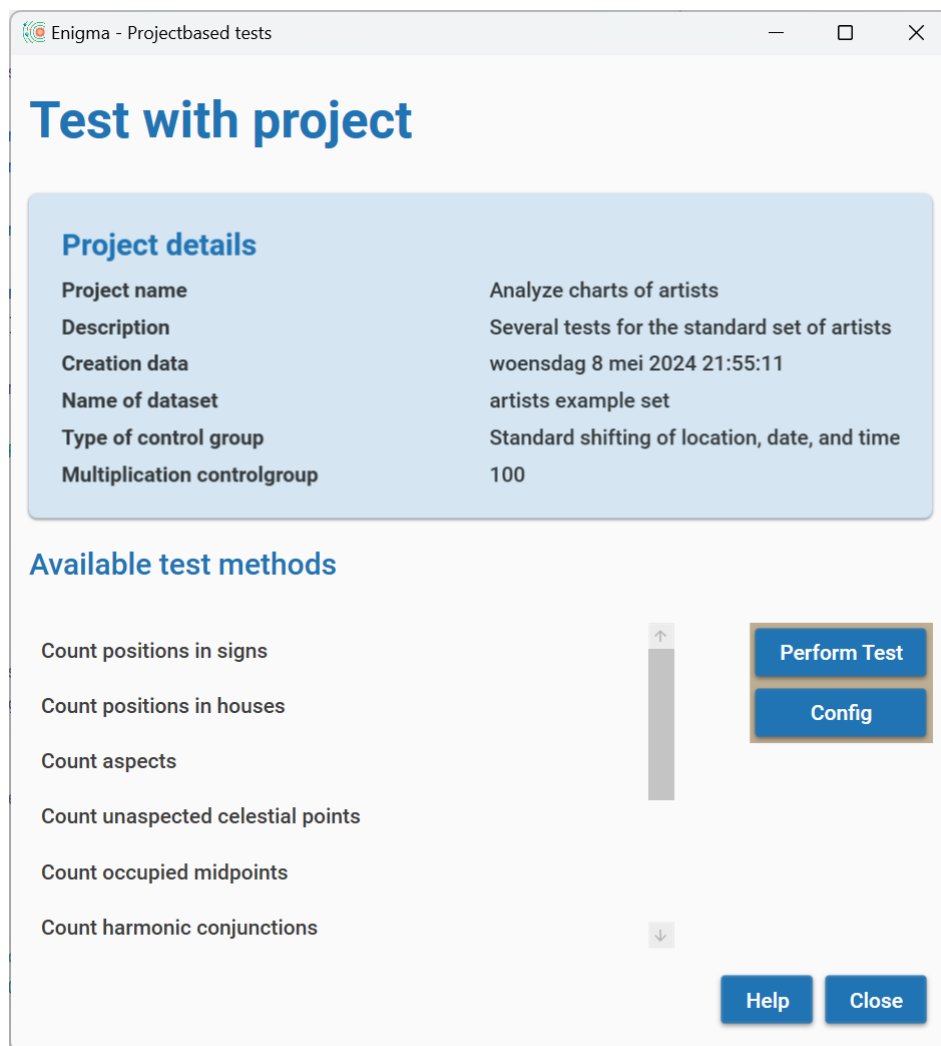 Enigma - Projectbased tests
Test with project
Project details
Project name Analyze charts of artists
Description Several tests for the standard set of artists
Creation data woensdag 8 mei 2024 21:55:11
Name of dataset artists example set
Type of control group Standard shifting of location, date, and time
Multiplication controlgroup 100
Available test methods
Count positions in signs
Perform Test
Count positions in houses
Config
Count aspects
Count unaspected celestial points
Count occupied midpoints
Count harmonic conjunctions
Help Close